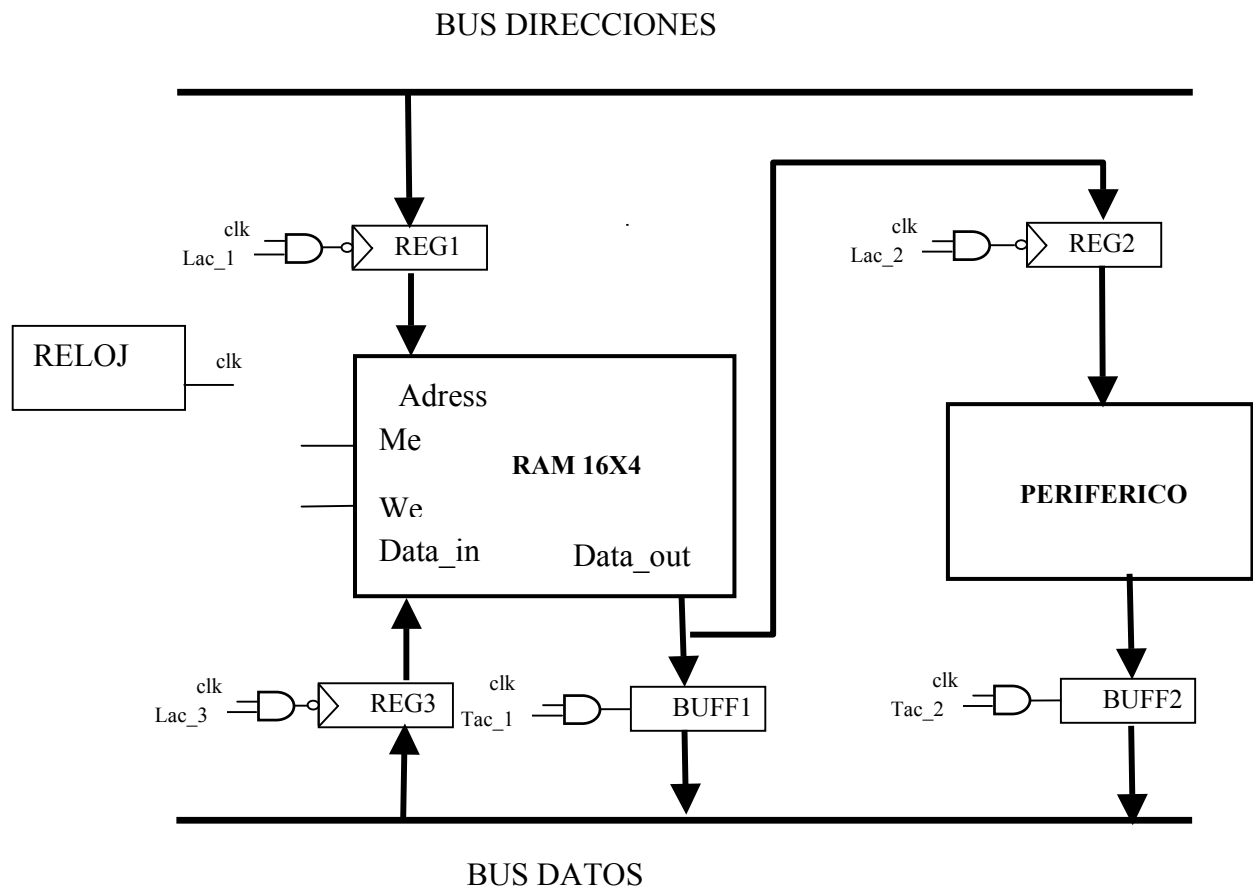 BUS DIRECCIONES
clk
Lac_1
REG1
clk
Lac_2
REG2
RELOJ
clk
Adress
Me
RAM 16X4
We
Data_in
Data_out
PERIFERICO
clk
Lac_3
REG3
clk
Tac_1
BUFF1
clk
Tac_2
BUFF2
BUS DATOS